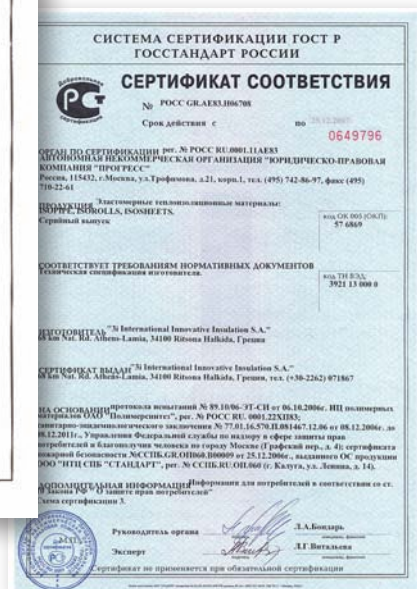 СИСТЕМА СЕРТИФИКАЦИИ ГОСТ Р
ГОССТАНДАРТ РОССИИ
СЕРТИФИКАТ СООТВЕТСТВИЯ
№ РОСС GR.AE83.H06708
Срок действия с по
0649796
ОРГАН ПО СЕРТИФИКАЦИИ рег. № РОСС RU.0001.11AE83
АВТОНОМНАЯ НЕКОММЕРЧЕСКАЯ ОРГАНИЗАЦИЯ "ЮРИДИЧЕСКО-ПРАВОВАЯ
КОМПАНИЯ "ПРОГРЕСС"
Россия, 115432, г.Москва, ул.Трофимова, д.21, корп.1, тел. (495) 742-86-97, факс (495)
710-22-61
ПРОДУКЦИЯ Эластомерные теплоизоляционные материалы:
ISOPIPE, ISOROLLS, ISOSHEETS.
Серийный выпуск
код ОК 005 (ОКП):
57 6869
СООТВЕТСТВУЕТ ТРЕБОВАНИЯМ НОРМАТИВНЫХ ДОКУМЕНТОВ
Техническая спецификация изготовителя.
код ТН ВЭД:
3921 13 000 0
ИЗГОТОВИТЕЛЬ "3i International Innovative Insulation S.A."
68 km Nat. Rd. Athens-Lamia, 34100 Ritsona Halkida, Греция
СЕРТИФИКАТ ВЫДАН "3i International Innovative Insulation S.A."
68 km Nat. Rd. Athens-Lamia, 34100 Ritsona Halkida, Греция, тел. (+30-2262) 071867
НА ОСНОВАНИИ протокола испытаний № 89.10/06-ЭТ-СИ от 06.10.2006г. ИЦ полимерных
материалов ОАО "Полимерсинтез", рег. № РОСС RU. 0001.22ХП83;
санитарно-эпидемиологического заключения № 77.01.16.570.П.081467.12.06 от 08.12.2006г. до
08.12.2011г., Управления Федеральной службы по надзору в сфере защиты прав
потребителей и благополучия человека по городу Москве (Графский пер., д. 4); сертификата
пожарной безопасности №ССПБ.GR.ОП060.В00009 от 25.12.2006г., выданного ОС продукции
ООО "НТЦ СПБ "СТАНДАРТ", рег. № ССПБ.RU.ОП.060 (г. Калуга, ул. Ленина, д. 14).
ДОПОЛНИТЕЛЬНАЯ ИНФОРМАЦИЯ Информация для потребителей в соответствии со ст.
Закона РФ "О защите прав потребителей"
Схема сертификации 3.
Руководитель органа
Л.А.Бондарь
Эксперт
Л.Г.Витальева
Сертификат не применяется при обязательной сертификации